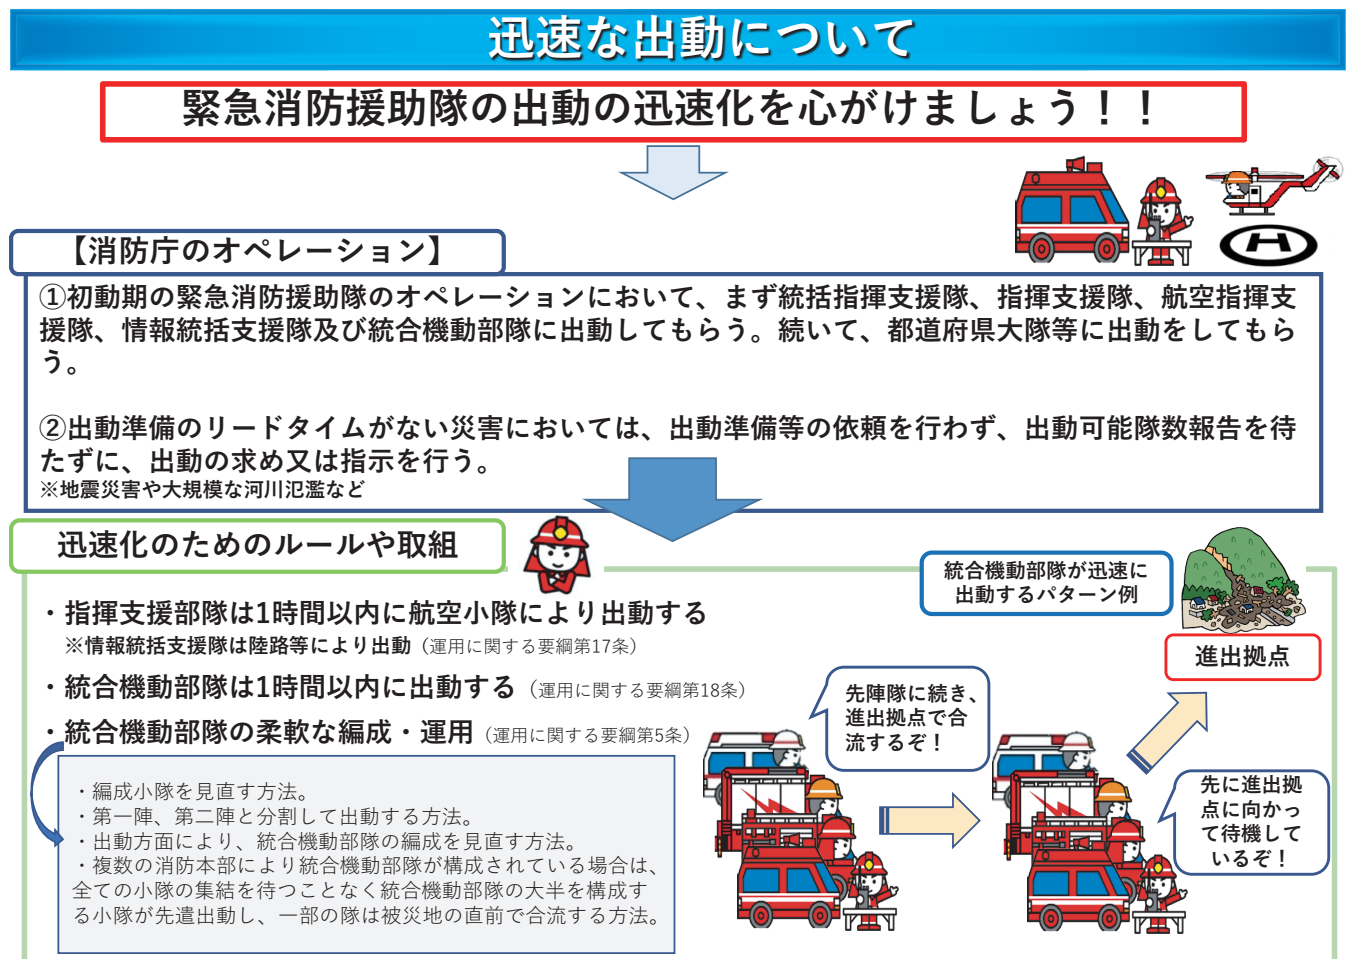 迅速な出動について
緊急消防援助隊の出動の迅速化を心がけましょう！！
【消防庁のオペレーション】
①初動期の緊急消防援助隊のオペレーションにおいて、まず統括指揮支援隊、指揮支援隊、航空指揮支
援隊、情報統括支援隊及び統合機動部隊に出動してもらう。続いて、都道府県大隊等に出動をしてもら
う。
②出動準備のリードタイムがない災害においては、出動準備等の依頼を行わず、出動可能隊数報告を待
たずに、出動の求め又は指示を行う。
※地震災害や大規模な河川氾濫など
迅速化のためのルールや取組
・指揮支援部隊は1時間以内に航空小隊により出動する
※情報統括支援隊は陸路等により出動（運用に関する要綱第17条）
・統合機動部隊は1時間以内に出動する（運用に関する要綱第18条）
・統合機動部隊の柔軟な編成・運用（運用に関する要綱第5条）
・編成小隊を見直す方法。
・第一陣、第二陣と分割して出動する方法。
・出動方面により、統合機動部隊の編成を見直す方法。
・複数の消防本部により統合機動部隊が構成されている場合は、
全ての小隊の集結を待つことなく統合機動部隊の大半を構成す
る小隊が先遣出動し、一部の隊は被災地の直前で合流する方法。
統合機動部隊が迅速に
出動するパターン例
進出拠点
先陣隊に続き、
進出拠点で合
流するぞ！
先に進出拠
点に向かっ
て待機して
いるぞ！
H